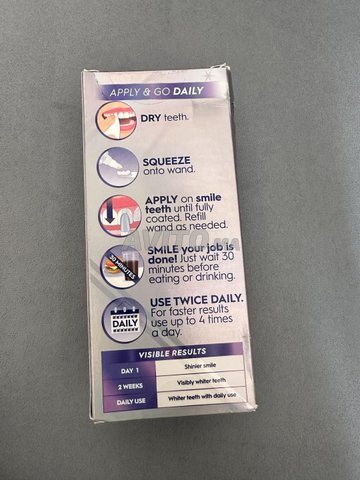 APPLY & GO DAILY
DRY teeth.
SQUEEZE
onto wand.
APPLY on smile
teeth until fully
coated. Refill
wand as needed.
SMILE your job is
done! Just wait 30
minutes before
eating or drinking.
30 MINUTES
USE TWICE DAILY.
For faster results
use up to 4 times
a day.
DAILY
VISIBLE RESULTS
DAY 1 Shinier smile
2 WEEKS Visibly whiter teeth
DAILY USE Whiter teeth with daily use